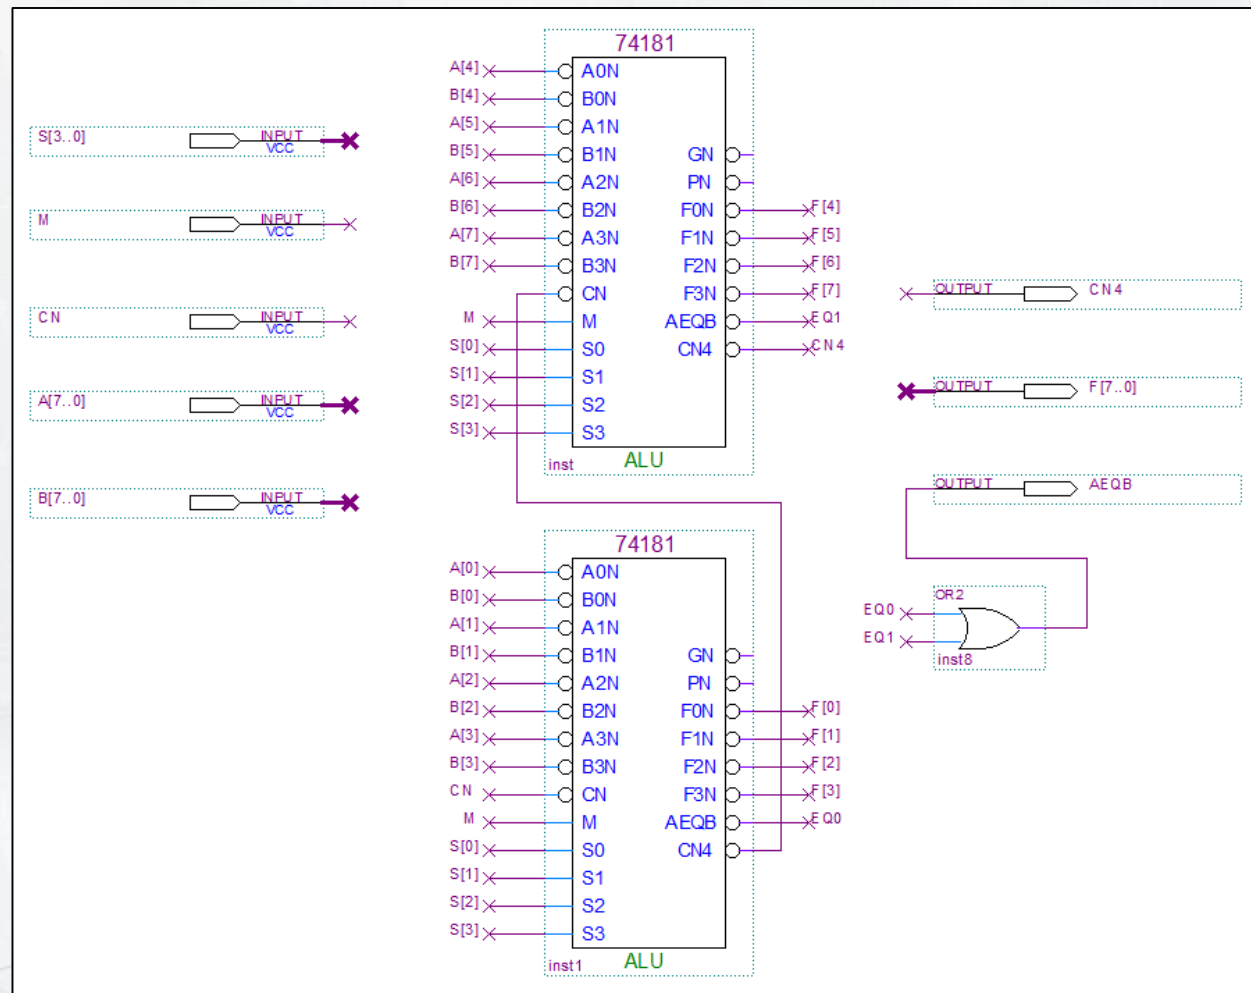 S[3..0]
INPUT
VCC
M
INPUT
VCC
CN
INPUT
VCC
A[7..0]
INPUT
VCC
B[7..0]
INPUT
VCC
74181
A[4] A0N
B[4] B0N
A[5] A1N
B[5] B1N GN
A[6] A2N PN
B[6] B2N F0N F[4]
A[7] A3N F1N F[5]
B[7] B3N F2N F[6]
CN F3N F[7]
M M AEQB EQ1
S[0] S0 CN4 CN4
S[1] S1
S[2] S2
S[3] S3
inst ALU
74181
A[0] A0N
B[0] B0N
A[1] A1N
B[1] B1N GN
A[2] A2N PN
B[2] B2N F0N F[0]
A[3] A3N F1N F[1]
B[3] B3N F2N F[2]
CN CN F3N F[3]
M M AEQB EQ0
S[0] S0 CN4
S[1] S1
S[2] S2
S[3] S3
inst1 ALU
OUTPUT CN4
OUTPUT F[7..0]
OUTPUT AEQB
OR2
EQ0
EQ1
inst8